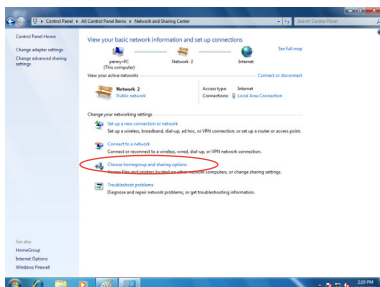 Control Panel ▸ All Control Panel Items ▸ Network and Sharing Center
Search Control Panel
Control Panel Home
Change adapter settings
Change advanced sharing
settings
View your basic network information and set up connections
See full map
penny-PC
(This computer)
Network 2
Internet
View your active networks
Connect or disconnect
Network 2
Public network
Access type: Internet
Connections: Local Area Connection
Change your networking settings
Set up a new connection or network
Set up a wireless, broadband, dial-up, ad hoc, or VPN connection; or set up a router or access point.
Connect to a network
Connect or reconnect to a wireless, wired, dial-up, or VPN network connection.
Choose homegroup and sharing options
Access files and printers located on other network computers, or change sharing settings.
Troubleshoot problems
Diagnose and repair network problems, or get troubleshooting information.
See also
HomeGroup
Internet Options
Windows Firewall
2:20 PM